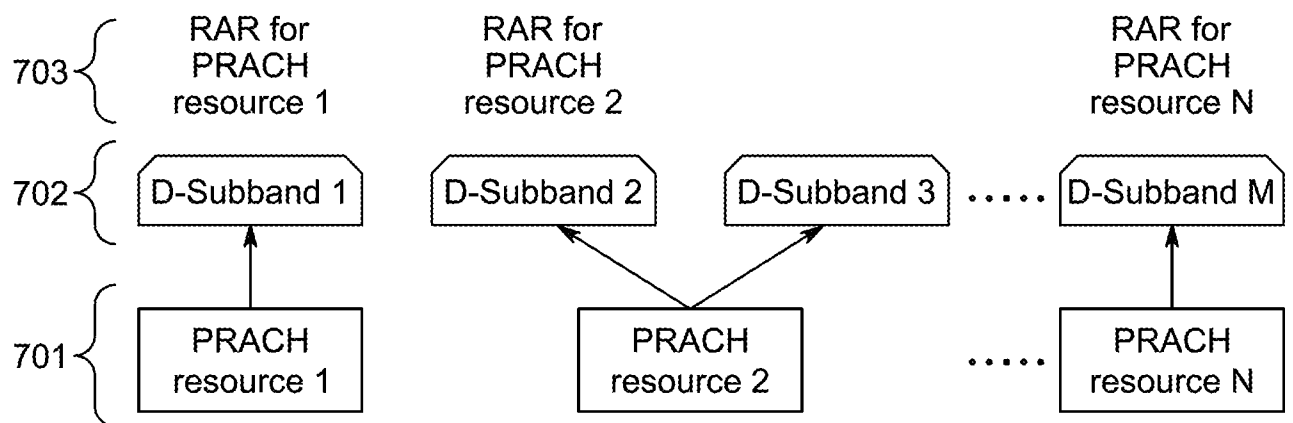 703
RAR for
PRACH
resource 1
RAR for
PRACH
resource 2
RAR for
PRACH
resource N
702
D-Subband 1
D-Subband 2
D-Subband 3
.....
D-Subband M
701
PRACH
resource 1
PRACH
resource 2
.....
PRACH
resource N